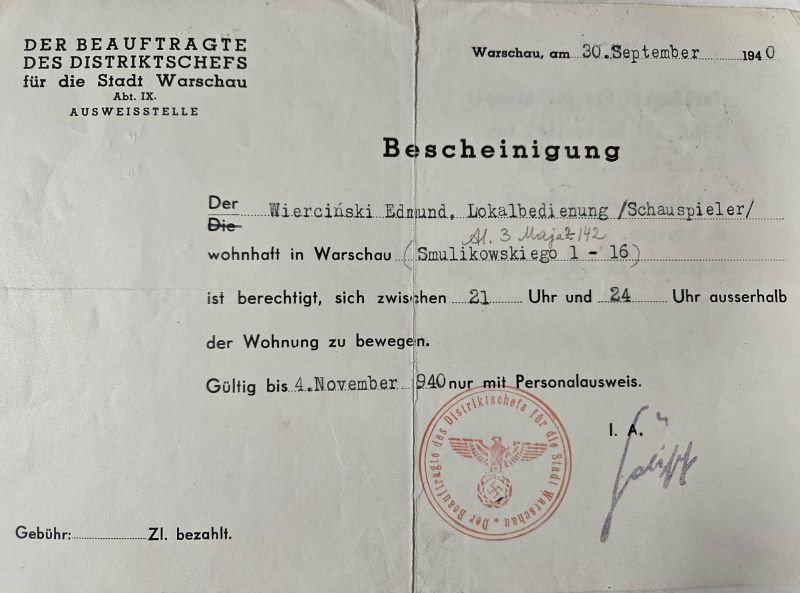 DER BEAUFTRAGTE
DES DISTRIKTSCHEFS
für die Stadt Warschau
Abt. IX.
AUSWEISSTELLE
Warschau, am 30.September 1940
Bescheinigung
Der
Die
Wierciński Edmund, Lokalbedienung /Schauspieler/
Al. 3 Maja 2/42
wohnhaft in Warschau (Smulikowskiego 1 - 16)
ist berechtigt, sich zwischen 21 Uhr und 24 Uhr ausserhalb
der Wohnung zu bewegen.
Gültig bis 4.November 1940 nur mit Personalausweis.
I. A.
Der Beauftragte des Distriktschefs für die Stadt Warschau
Gebühr: Zl. bezahlt.